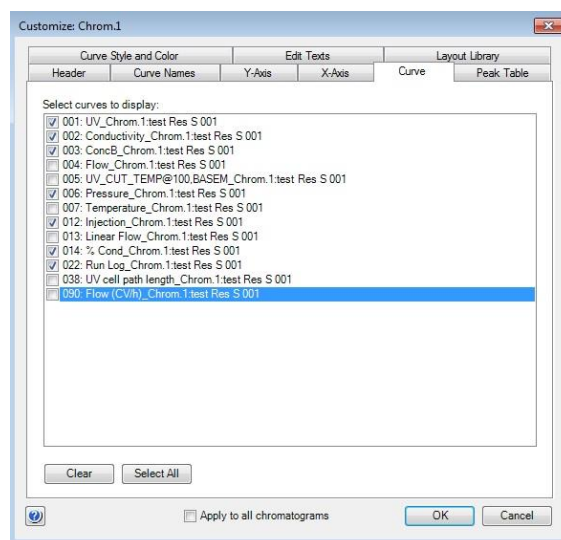 Customize: Chrom.1
Curve Style and Color Edit Texts Layout Library
Header Curve Names Y-Axis X-Axis Curve Peak Table
Select curves to display:
001: UV_Chrom.1:test Res S 001
002: Conductivity_Chrom.1:test Res S 001
003: ConcB_Chrom.1:test Res S 001
004: Flow_Chrom.1:test Res S 001
005: UV_CUT_TEMP@100,BASEM_Chrom.1:test Res S 001
006: Pressure_Chrom.1:test Res S 001
007: Temperature_Chrom.1:test Res S 001
012: Injection_Chrom.1:test Res S 001
013: Linear Flow_Chrom.1:test Res S 001
014: % Cond_Chrom.1:test Res S 001
022: Run Log_Chrom.1:test Res S 001
038: UV cell path length_Chrom.1:test Res S 001
090: Flow (CV/h)_Chrom.1:test Res S 001
Clear Select All
Apply to all chromatograms OK Cancel